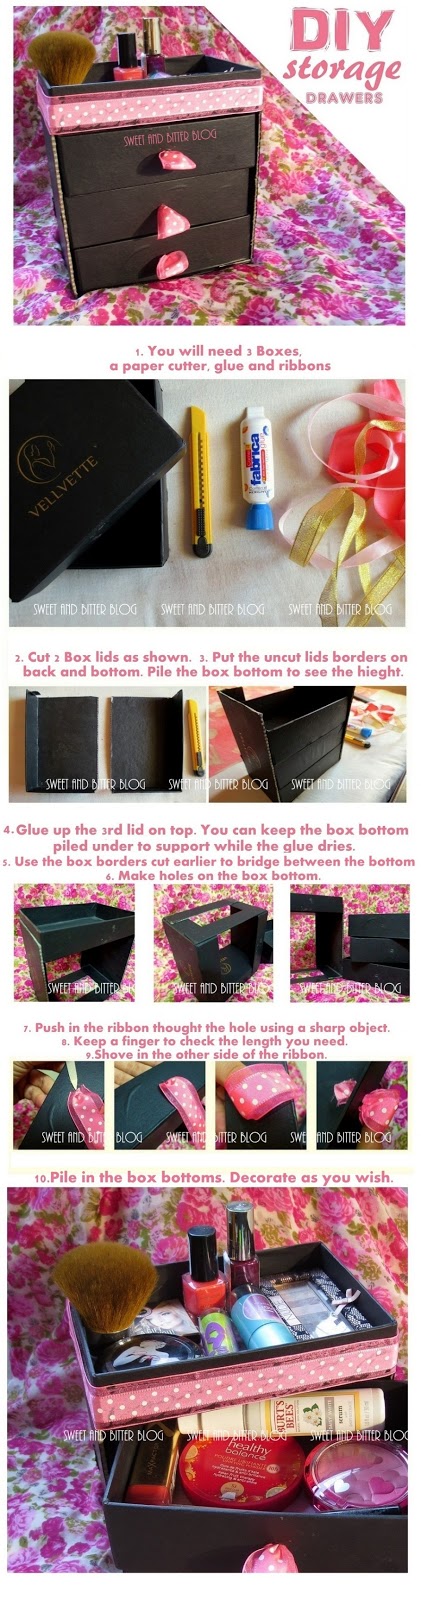 DIY
storage
DRAWERS
SWEET AND BITTER BLOG
1. You will need 3 Boxes,
a paper cutter, glue and ribbons
VELLVETTE
fabrica
SWEET AND BITTER BLOG SWEET AND BITTER BLOG SWEET AND BITTER BLOG
2. Cut 2 Box lids as shown. 3. Put the uncut lids borders on
back and bottom. Pile the box bottom to see the hieght.
SWEET AND BITTER BLOG SWEET AND BITTER BLOG
4.Glue up the 3rd lid on top. You can keep the box bottom
piled under to support while the glue dries.
5. Use the box borders cut earlier to bridge between the bottom
6. Make holes on the box bottom.
SWEET AND BITTER BLOG SWEET AND BITTER BLOG SWEET AND BITTER BLOG
7. Push in the ribbon thought the hole using a sharp object.
8. Keep a finger to check the length you need.
9.Shove in the other side of the ribbon.
SWEET AND BITTER BLOG SWEET AND BITTER BLOG SWEET AND BITTER BLOG
10.Pile in the box bottoms. Decorate as you wish.
BURT'S
BEES
serum
SWEET AND BITTER BLOG SWEET AND BITTER BLOG SWEET AND BITTER BLOG
healthy
balance